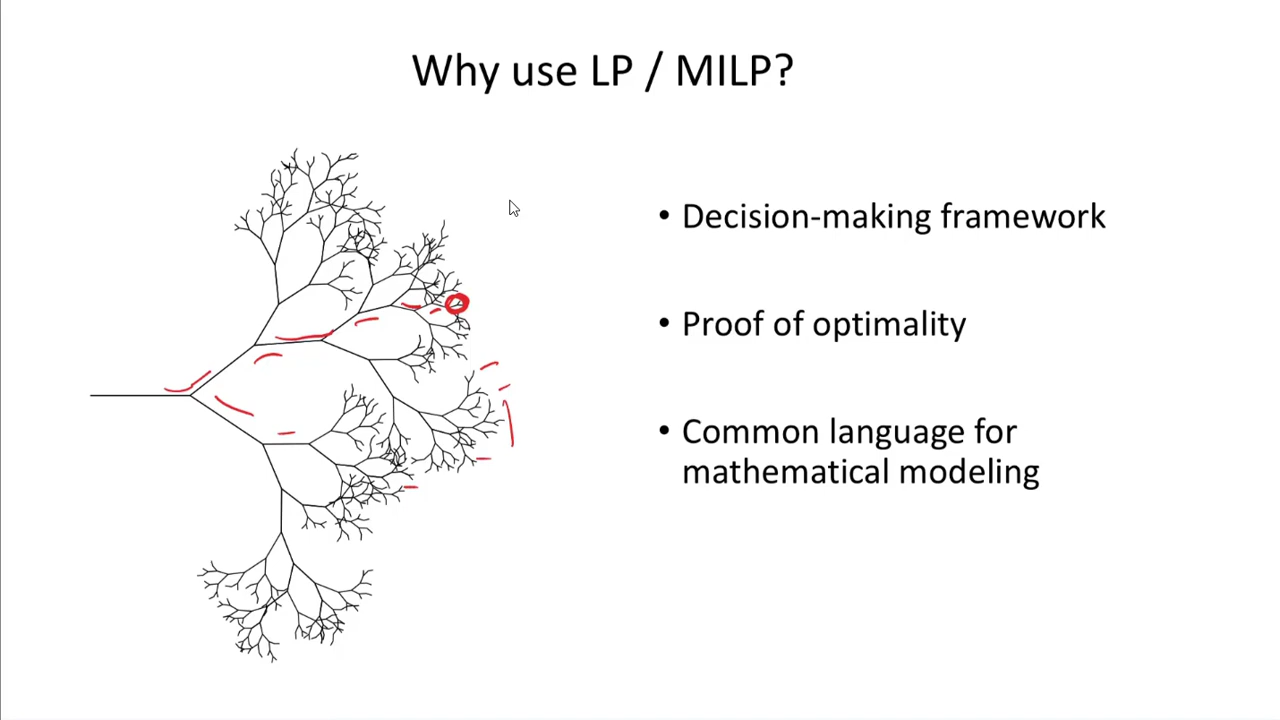 Why use LP / MILP?
• Decision-making framework
• Proof of optimality
• Common language for
mathematical modeling